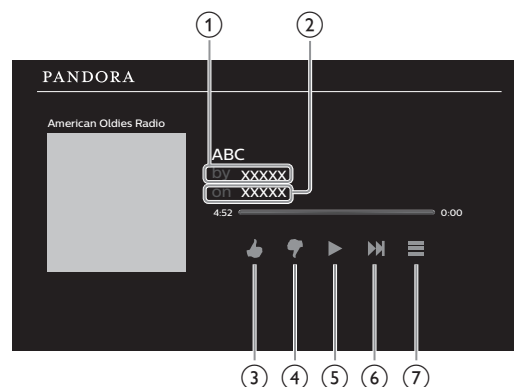 ① ②
PANDORA
American Oldies Radio
ABC
by XXXXX
on XXXXX
4:52 0:00
③ ④ ⑤ ⑥ ⑦